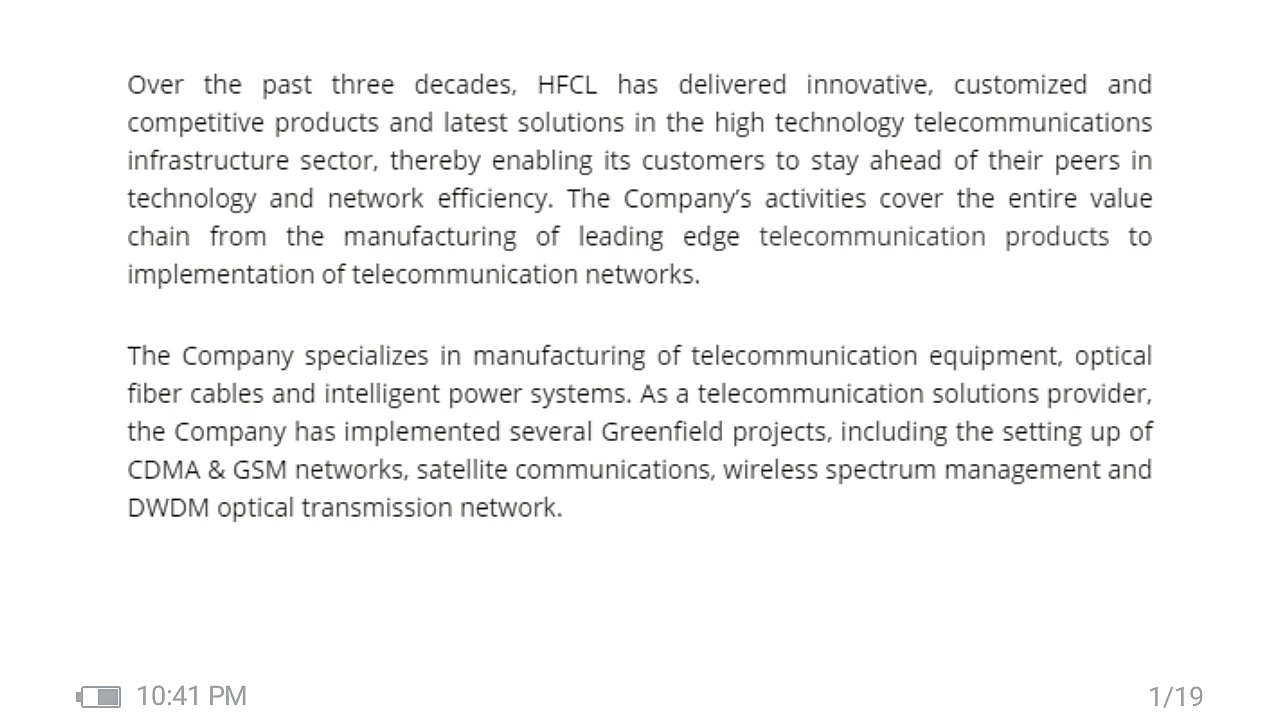 Over the past three decades, HFCL has delivered innovative, customized and
competitive products and latest solutions in the high technology telecommunications
infrastructure sector, thereby enabling its customers to stay ahead of their peers in
technology and network efficiency. The Company’s activities cover the entire value
chain from the manufacturing of leading edge telecommunication products to
implementation of telecommunication networks.
The Company specializes in manufacturing of telecommunication equipment, optical
fiber cables and intelligent power systems. As a telecommunication solutions provider,
the Company has implemented several Greenfield projects, including the setting up of
CDMA & GSM networks, satellite communications, wireless spectrum management and
DWDM optical transmission network.
10:41 PM
1/19